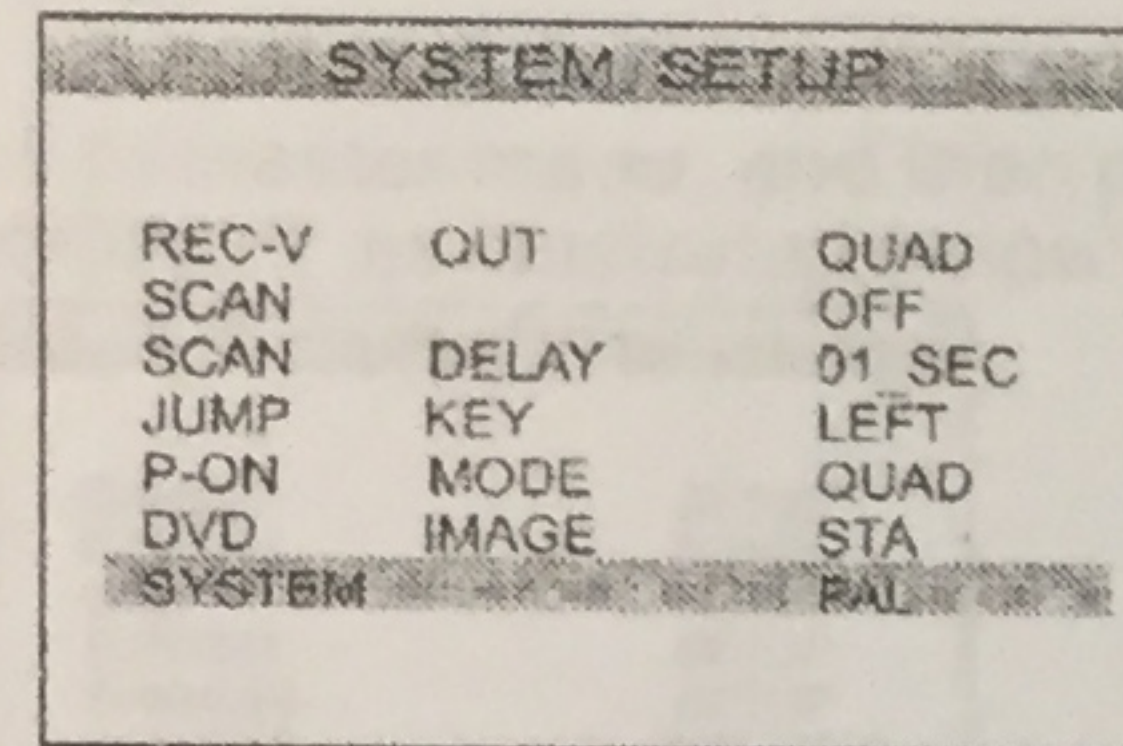 SYSTEM SETUP
REC-V OUT QUAD
SCAN OFF
SCAN DELAY 01_SEC
JUMP KEY LEFT
P-ON MODE QUAD
DVD IMAGE STA
SYSTEM PAL